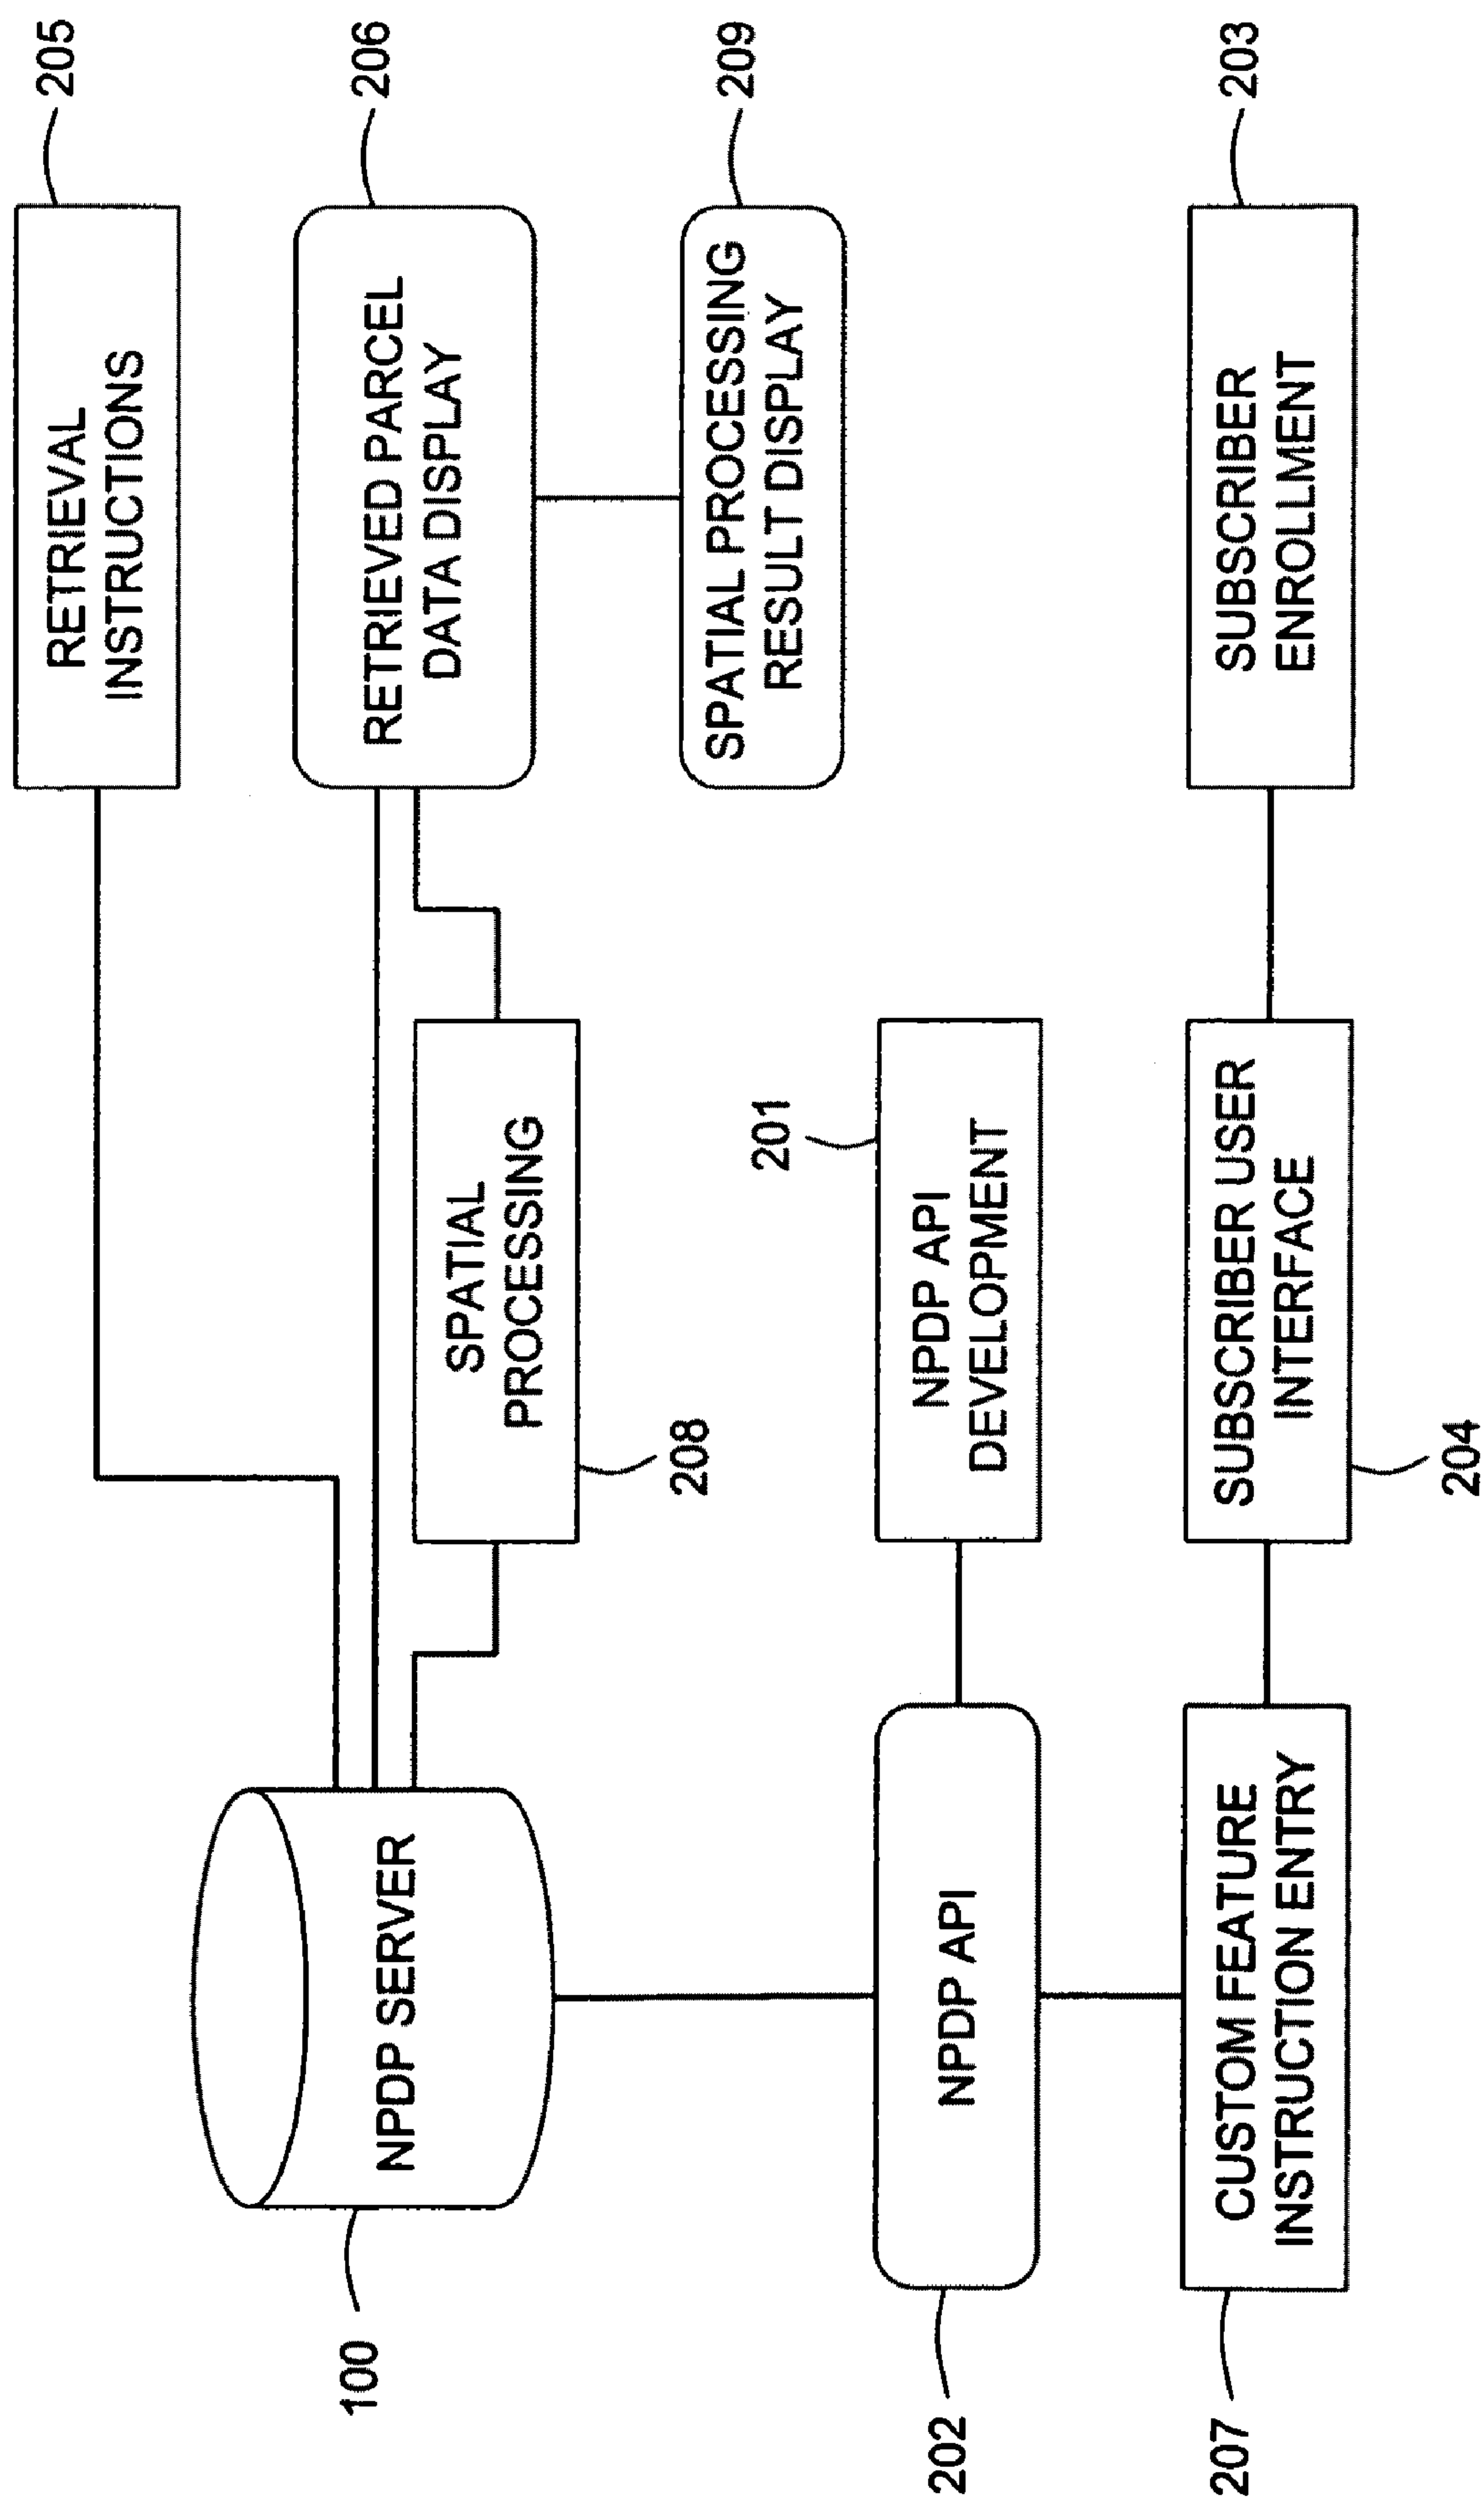 RETRIEVAL
INSTRUCTIONS
205
NPDP SERVER
100
RETRIEVED PARCEL
DATA DISPLAY
206
SPATIAL
PROCESSING
208
SPATIAL PROCESSING
RESULT DISPLAY
209
NPDP API
202
NPDP API
DEVELOPMENT
201
CUSTOM FEATURE
INSTRUCTION ENTRY
207
SUBSCRIBER USER
INTERFACE
204
SUBSCRIBER
ENROLLMENT
203